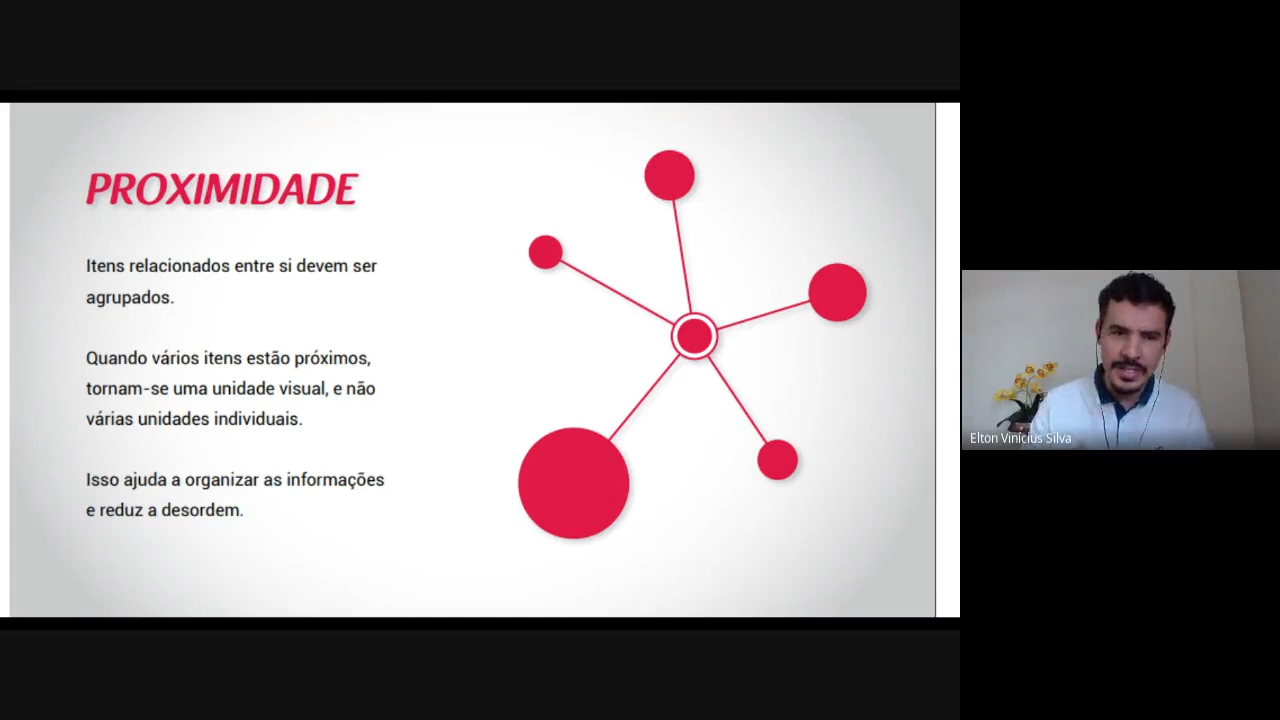 PROXIMIDADE
Itens relacionados entre si devem ser
agrupados.
Quando vários itens estão próximos,
tornam-se uma unidade visual, e não
várias unidades individuais.
Isso ajuda a organizar as informações
e reduz a desordem.
Elton Vinícius Silva